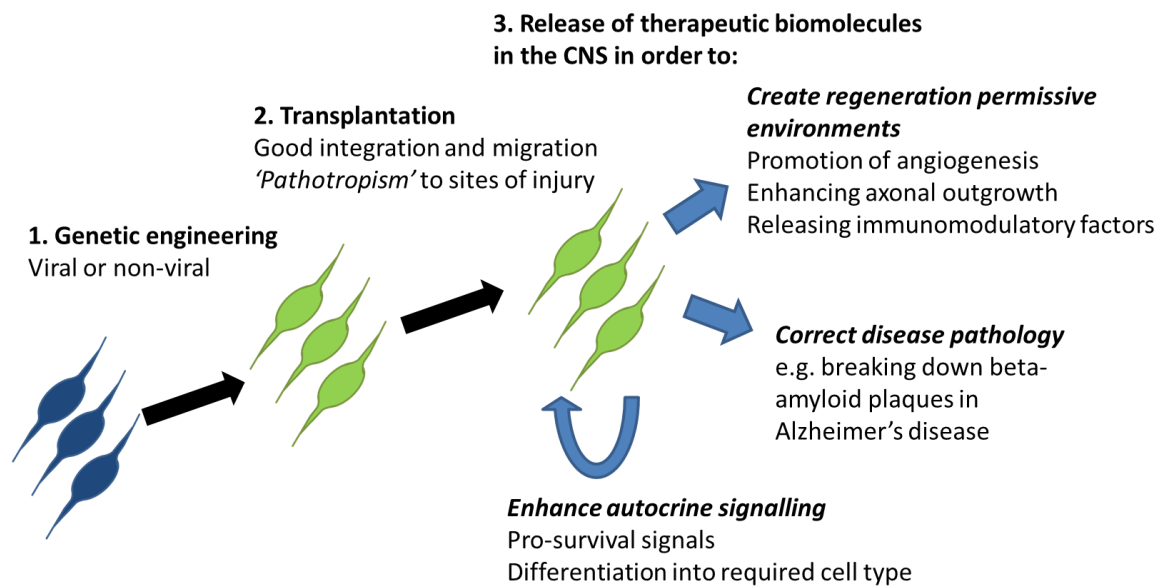 3. Release of therapeutic biomolecules
in the CNS in order to:
Create regeneration permissive
environments
Promotion of angiogenesis
Enhancing axonal outgrowth
Releasing immunomodulatory factors
2. Transplantation
Good integration and migration
‘Pathotropism’ to sites of injury
1. Genetic engineering
Viral or non-viral
Correct disease pathology
e.g. breaking down beta-
amyloid plaques in
Alzheimer’s disease
Enhance autocrine signalling
Pro-survival signals
Differentiation into required cell type